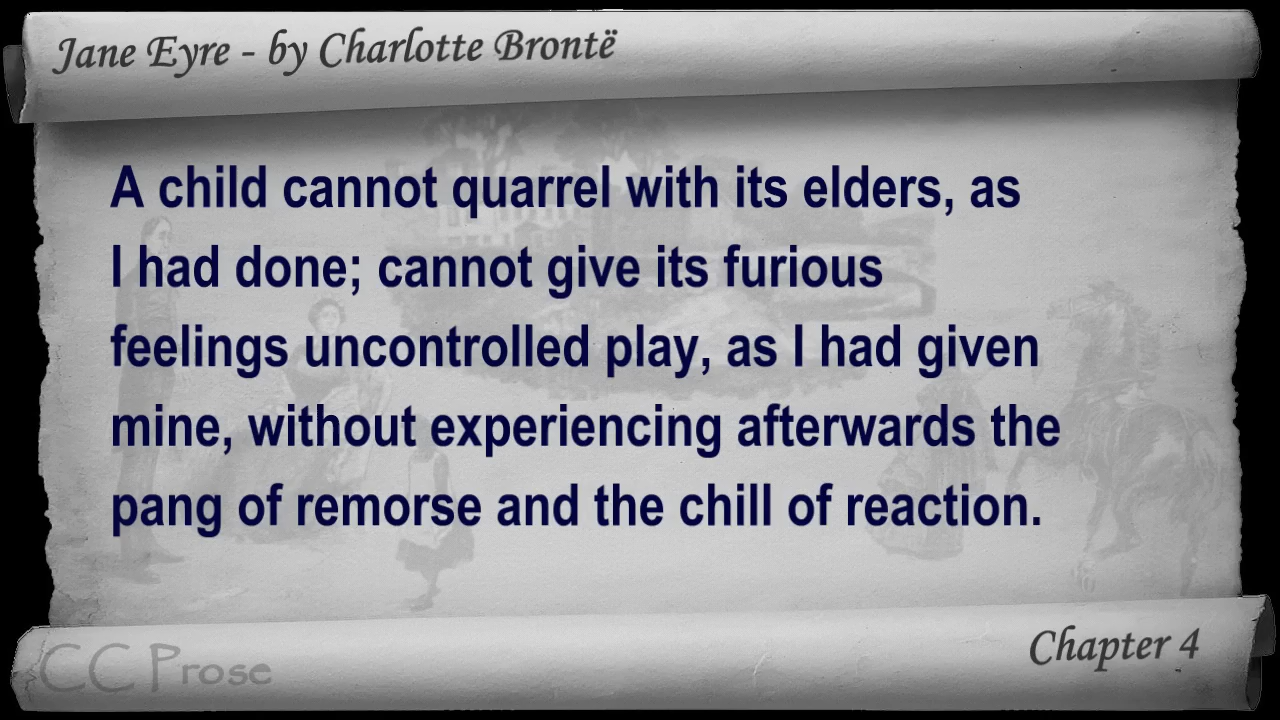 Jane Eyre - by Charlotte Brontë
A child cannot quarrel with its elders, as
I had done; cannot give its furious
feelings uncontrolled play, as I had given
mine, without experiencing afterwards the
pang of remorse and the chill of reaction.
Chapter 4
CC Prose